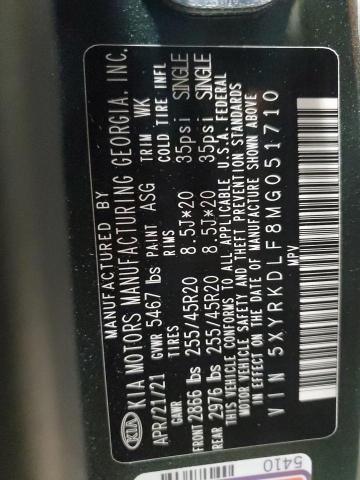 MANUFACTURED BY
KIA KIA MOTORS MANUFACTURING GEORGIA, INC.
APR/21/21 GVWR 5467 lbs PAINT ASG TRIM WK
GAWR TIRES RIMS COLD TIRE INFL
FRONT 2866 lbs 255/45R20 8.5J*20 35psi SINGLE
REAR 2976 lbs 255/45R20 8.5J*20 35psi SINGLE
THIS VEHICLE CONFORMS TO ALL APPLICABLE U.S.A. FEDERAL
MOTOR VEHICLE SAFETY AND THEFT PREVENTION STANDARDS
IN EFFECT ON THE DATE OF MANUFACTURE SHOWN ABOVE
MPV
VIN 5XYRKDLF8MG051710
5410